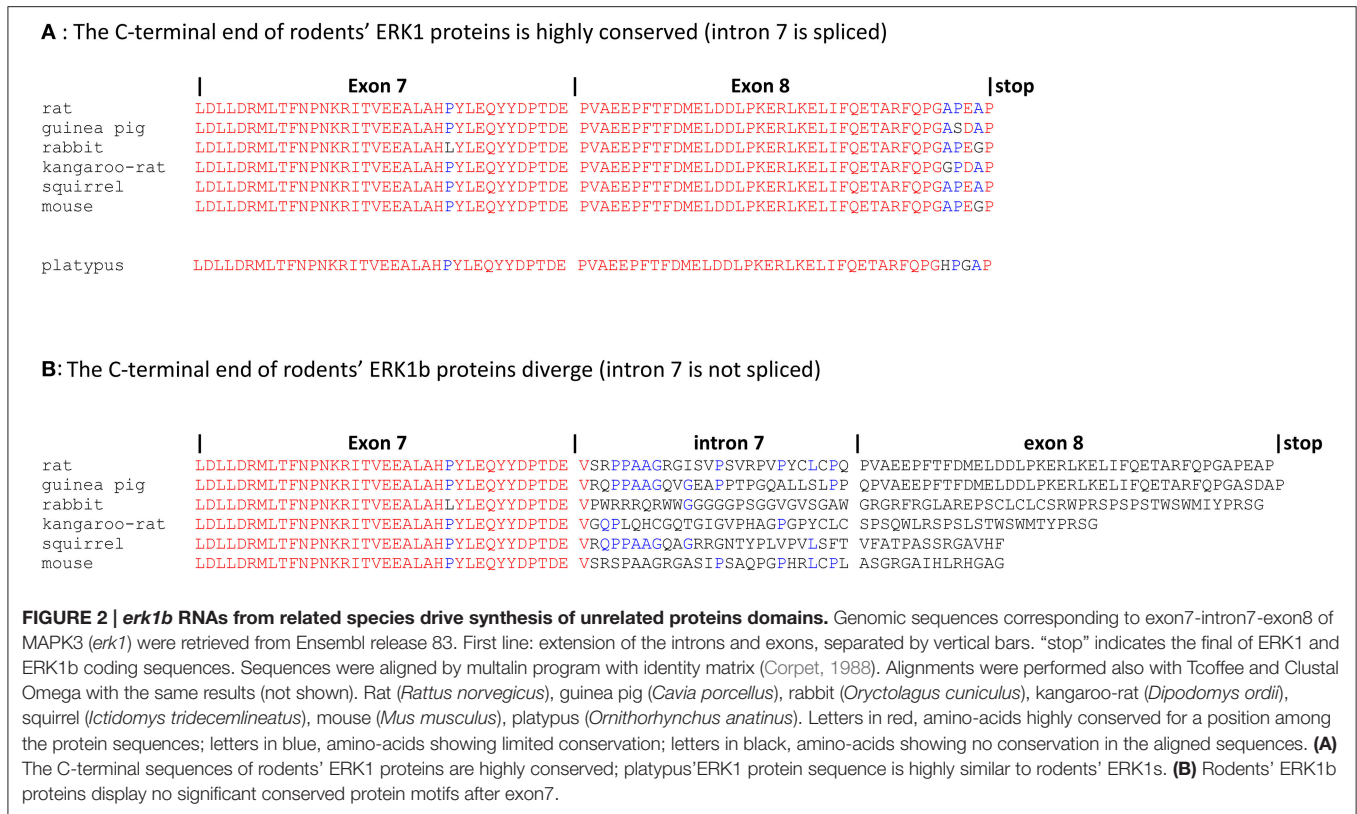 A : The C-terminal end of rodents' ERK1 proteins is highly conserved (intron 7 is spliced)
| Exon 7 | Exon 8 |stop
rat LDLLDRMLTFNPNKRITVEEALAHPYLEQYYDPTDE PVAEEPFTFDMELDDLPKERLKELIFQETARFQPGAPEAP
guinea pig LDLLDRMLTFNPNKRITVEEALAHPYLEQYYDPTDE PVAEEPFTFDMELDDLPKERLKELIFQETARFQPGASDAP
rabbit LDLLDRMLTFNPNKRITVEEALAHLYLEQYYDPTDE PVAEEPFTFDMELDDLPKERLKELIFQETARFQPGAPEGP
kangaroo-rat LDLLDRMLTFNPNKRITVEEALAHPYLEQYYDPTDE PVAEEPFTFDMELDDLPKERLKELIFQETARFQPGGPDAP
squirrel LDLLDRMLTFNPNKRITVEEALAHPYLEQYYDPTDE PVAEEPFTFDMELDDLPKERLKELIFQETARFQPGAPEAP
mouse LDLLDRMLTFNPNKRITVEEALAHPYLEQYYDPTDE PVAEEPFTFDMELDDLPKERLKELIFQETARFQPGAPEGP
platypus LDLLDRMLTFNPNKRITVEEALAHPYLEQYYDPTDE PVAEEPFTFDMELDDLPKERLKELIFQETARFQPGHPGAP
B: The C-terminal end of rodents' ERK1b proteins diverge (intron 7 is not spliced)
| Exon 7 | intron 7 | exon 8 |stop
rat LDLLDRMLTFNPNKRITVEEALAHPYLEQYYDPTDE VSRPPAAGRGISVPSVRPVPYCLCPQ PVAEEPFTFDMELDDLPKERLKELIFQETARFQPGAPEAP
guinea pig LDLLDRMLTFNPNKRITVEEALAHPYLEQYYDPTDE VRQPPAAGQVGEAPPTPGQALLSLPP QPVAEEPFTFDMELDDLPKERLKELIFQETARFQPGASDAP
rabbit LDLLDRMLTFNPNKRITVEEALAHLYLEQYYDPTDE VPWRRRQRWWGGGGGPSGGVGVSGAW GRGRFRGLAREPSCLCLCSRWPRSPSPSTWSWMIYPRSG
kangaroo-rat LDLLDRMLTFNPNKRITVEEALAHPYLEQYYDPTDE VGQPLQHCGQTGIGVPHAGPGPYCLC SPSQWLRSPSLSTWSWMTYPRSG
squirrel LDLLDRMLTFNPNKRITVEEALAHPYLEQYYDPTDE VRQPPAAGQAGRRGNTYPLVPVLSFT VFATPASSRGAVHF
mouse LDLLDRMLTFNPNKRITVEEALAHPYLEQYYDPTDE VSRSPAAGRGASIPSAQPGPHRLCPL ASGRGAIHLRHGAG
FIGURE 2 | erk1b RNAs from related species drive synthesis of unrelated proteins domains. Genomic sequences corresponding to exon7-intron7-exon8 of
MAPK3 (erk1) were retrieved from Ensembl release 83. First line: extension of the introns and exons, separated by vertical bars. "stop" indicates the final of ERK1 and
ERK1b coding sequences. Sequences were aligned by multalin program with identity matrix (Corpet, 1988). Alignments were performed also with Tcoffee and Clustal
Omega with the same results (not shown). Rat (Rattus norvegicus), guinea pig (Cavia porcellus), rabbit (Oryctolagus cuniculus), kangaroo-rat (Dipodomys ordii),
squirrel (Ictidomys tridecemlineatus), mouse (Mus musculus), platypus (Ornithorhynchus anatinus). Letters in red, amino-acids highly conserved for a position among
the protein sequences; letters in blue, amino-acids showing limited conservation; letters in black, amino-acids showing no conservation in the aligned sequences. (A)
The C-terminal sequences of rodents' ERK1 proteins are highly conserved; platypus'ERK1 protein sequence is highly similar to rodents' ERK1s. (B) Rodents' ERK1b
proteins display no significant conserved protein motifs after exon7.